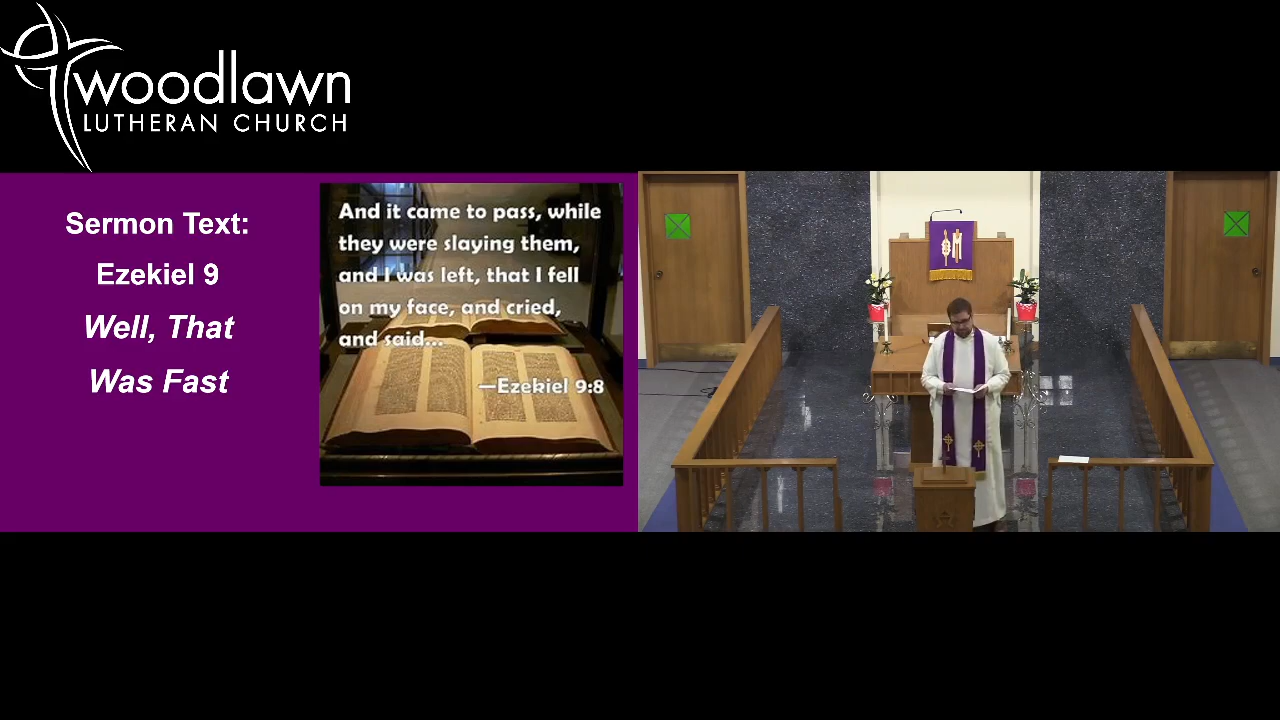 woodlawn
LUTHERAN CHURCH
Sermon Text:
Ezekiel 9
Well, That
Was Fast
And it came to pass, while
they were slaying them,
and I was left, that I fell
on my face, and cried,
and said...
—Ezekiel 9:8